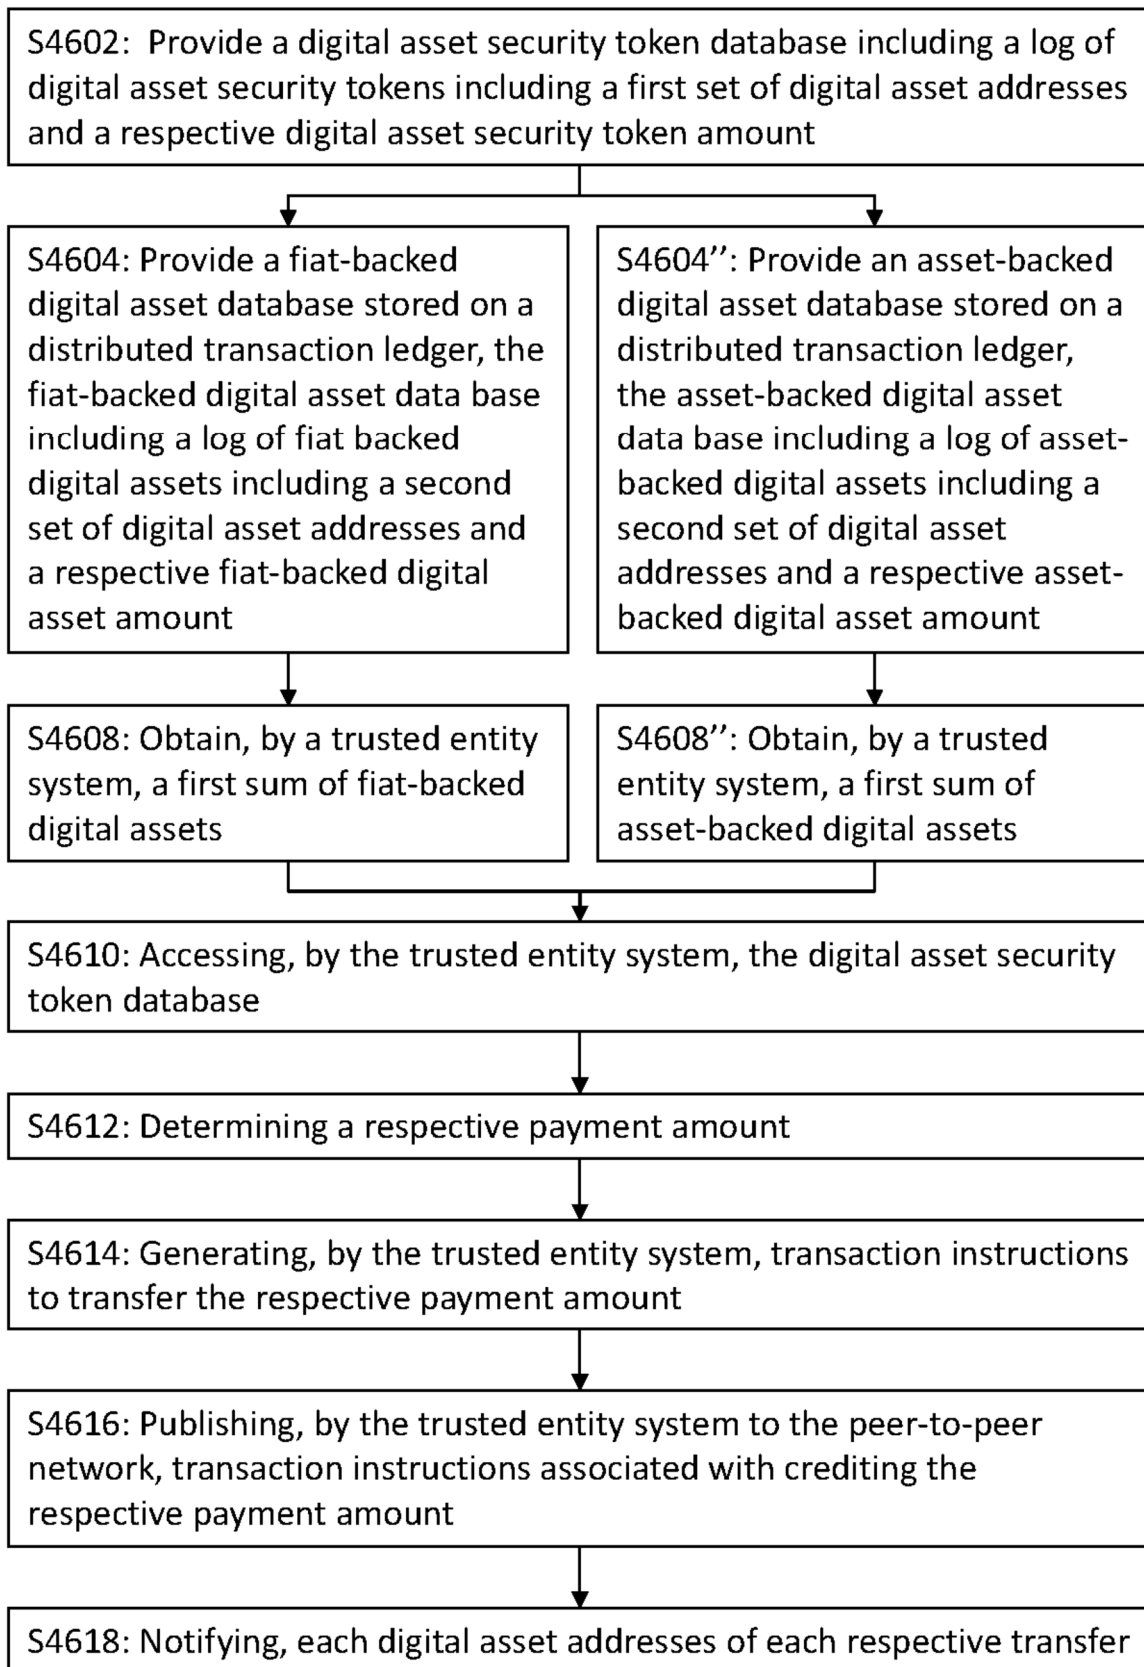 S4602:  Provide a digital asset security token database including a log of
digital asset security tokens including a first set of digital asset addresses
and a respective digital asset security token amount
S4604: Provide a fiat-backed
digital asset database stored on a
distributed transaction ledger, the
fiat-backed digital asset data base
including a log of fiat backed
digital assets including a second
set of digital asset addresses and
a respective fiat-backed digital
asset amount
S4604’’: Provide an asset-backed
digital asset database stored on a
distributed transaction ledger,
the asset-backed digital asset
data base including a log of asset-
backed digital assets including a
second set of digital asset
addresses and a respective asset-
backed digital asset amount
S4608: Obtain, by a trusted entity
system, a first sum of fiat-backed
digital assets
S4608’’: Obtain, by a trusted
entity system, a first sum of
asset-backed digital assets
S4610: Accessing, by the trusted entity system, the digital asset security
token database
S4612: Determining a respective payment amount
S4614: Generating, by the trusted entity system, transaction instructions
to transfer the respective payment amount
S4616: Publishing, by the trusted entity system to the peer-to-peer
network, transaction instructions associated with crediting the
respective payment amount
S4618: Notifying, each digital asset addresses of each respective transfer